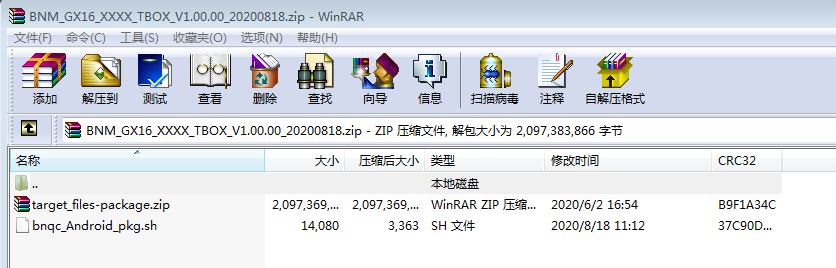 BNM_GX16_XXXX_TBOX_V1.00.00_20200818.zip - WinRAR
文件(F) 命令(C) 工具(S) 收藏夹(O) 选项(N) 帮助(H)
添加 解压到 测试 查看 删除 查找 向导 信息 扫描病毒 注释 自解压格式
BNM_GX16_XXXX_TBOX_V1.00.00_20200818.zip - ZIP 压缩文件, 解包大小为 2,097,383,866 字节
名称 大小 压缩后大小 类型 修改时间 CRC32
.. 本地磁盘
target_files-package.zip 2,097,369,... 2,097,369,... WinRAR ZIP 压缩... 2020/6/2 16:54 B9F1A34C
bnqc_Android_pkg.sh 14,080 3,363 SH 文件 2020/8/18 11:12 37C90D...